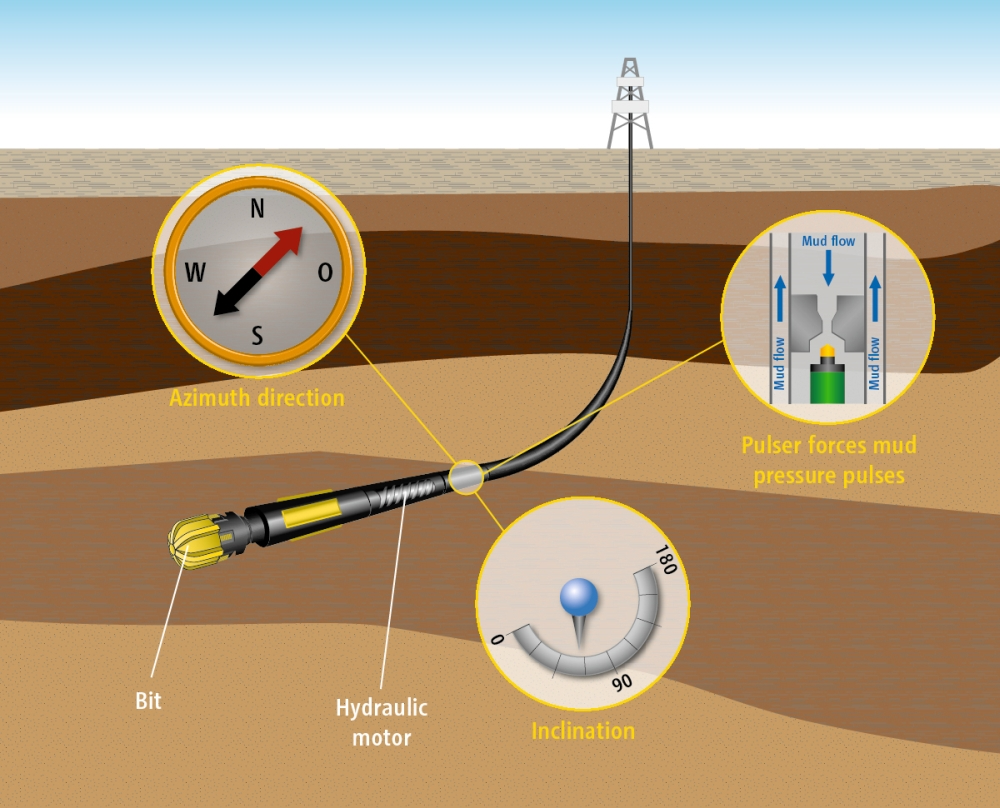 N
W
O
S
Azimuth direction
Mud flow
Mud flow
Mud flow
Pulser forces mud
pressure pulses
0
90
180
Inclination
Bit
Hydraulic
motor